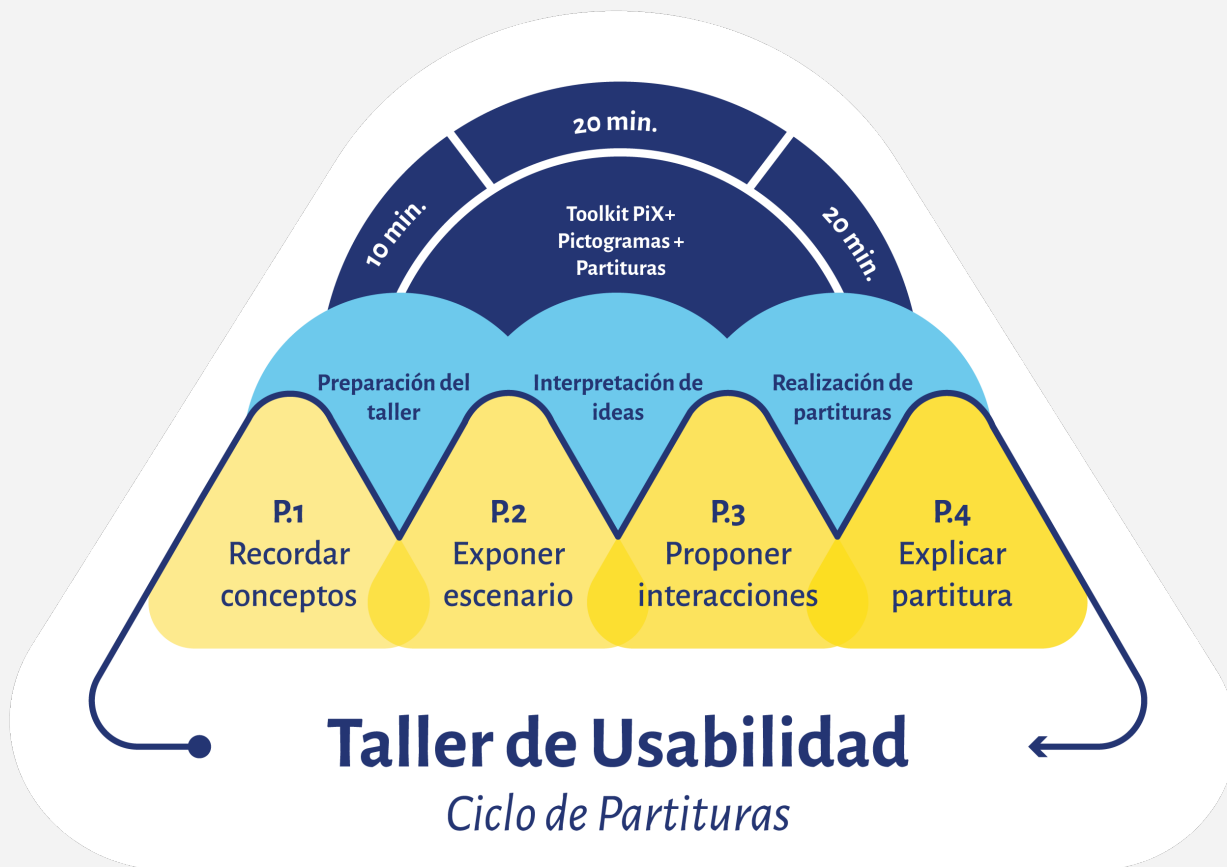 20 min.
10 min.
20 min.
Toolkit PiX+
Pictogramas +
Partituras
Preparación del
taller
Interpretación de
ideas
Realización de
partituras
P.1
Recordar
conceptos
P.2
Exponer
escenario
P.3
Proponer
interacciones
P.4
Explicar
partitura
Taller de Usabilidad
Ciclo de Partituras